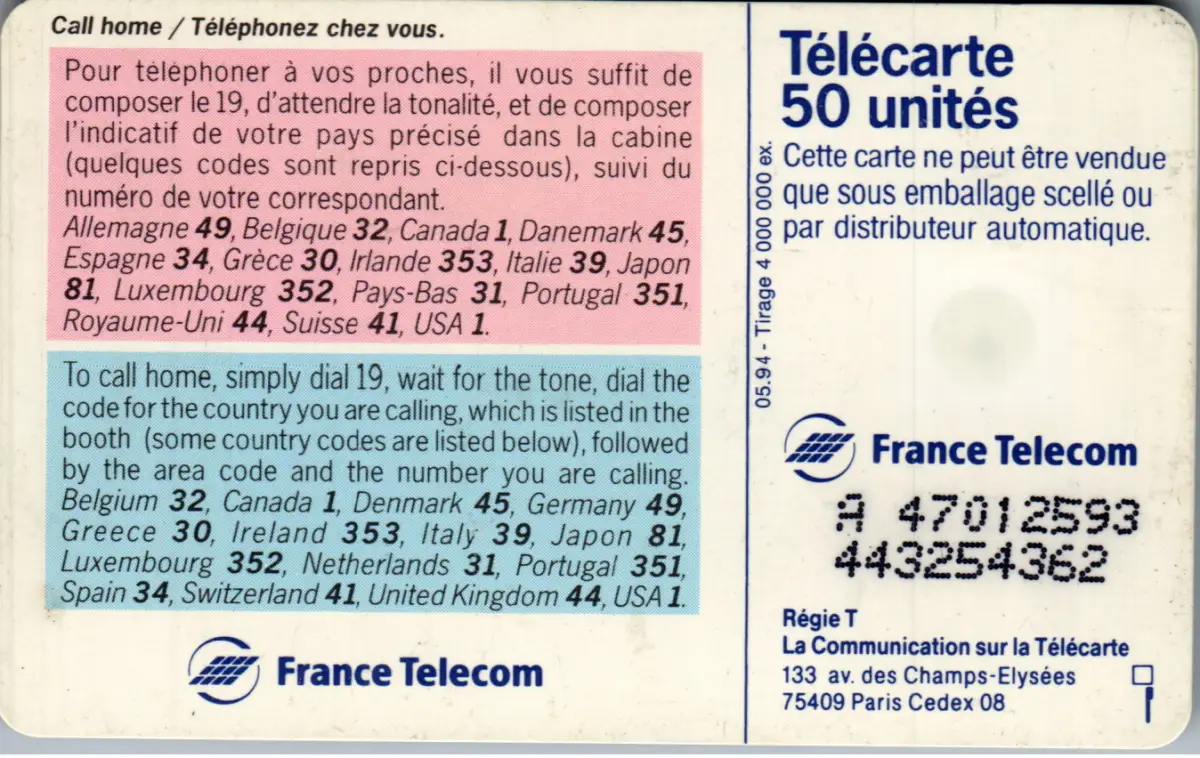 Call home / Téléphonez chez vous.
Pour téléphoner à vos proches, il vous suffit de
composer le 19, d'attendre la tonalité, et de composer
l'indicatif de votre pays précisé dans la cabine
(quelques codes sont repris ci-dessous), suivi du
numéro de votre correspondant.
Allemagne 49, Belgique 32, Canada 1, Danemark 45,
Espagne 34, Grèce 30, Irlande 353, Italie 39, Japon
81, Luxembourg 352, Pays-Bas 31, Portugal 351,
Royaume-Uni 44, Suisse 41, USA 1.
To call home, simply dial 19, wait for the tone, dial the
code for the country you are calling, which is listed in the
booth (some country codes are listed below), followed
by the area code and the number you are calling.
Belgium 32, Canada 1, Denmark 45, Germany 49,
Greece 30, Ireland 353, Italy 39, Japon 81,
Luxembourg 352, Netherlands 31, Portugal 351,
Spain 34, Switzerland 41, United Kingdom 44, USA 1.
France Telecom
05.94 - Tirage 4 000 000 ex.
Télécarte
50 unités
Cette carte ne peut être vendue
que sous emballage scellé ou
par distributeur automatique.
France Telecom
A 47012593
443254362
Régie T
La Communication sur la Télécarte
133 av. des Champs-Elysées
75409 Paris Cedex 08